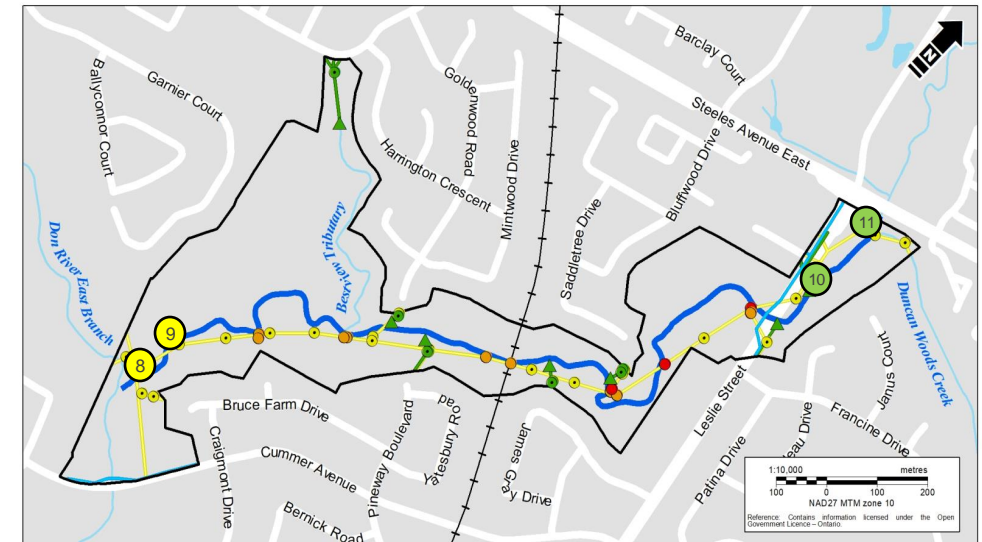 Ballyconnor Court
Garnier Court
Goldenwood Road
Harrington Crescent
Mintwood Drive
Barclay Court
Steeles Avenue East
Bluffwood Drive
Saddletree Drive
N
Don River East Branch
Bestview Tributary
11
10
9
8
Duncan Woods Creek
Janus Court
Francine Drive
Leslie Street
Patina Drive
eau Drive
Bruce Farm Drive
Craigmont Drive
Cummer Avenue
Bernick Road
Pineway Boulevard
Yatesbury Road
James Gray Drive
1:10,000 metres
100 0 100 200
NAD27 MTM zone 10
Reference: Contains information licensed under the Open
Government Licence – Ontario.